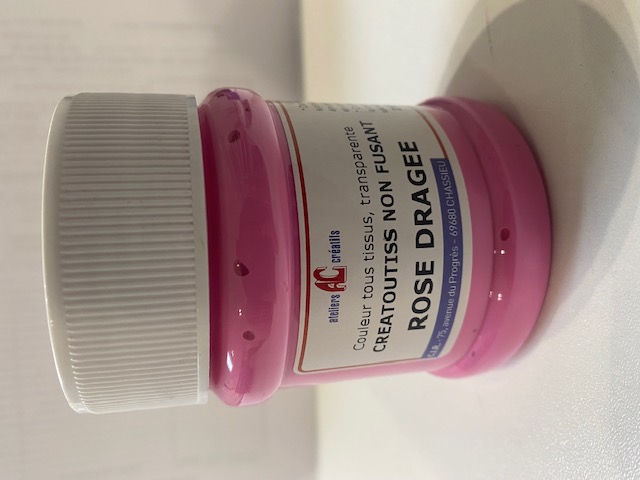 ateliers AC créatifs
Couleur tous tissus, transparente
CREATOUTISS NON FUSANT
ROSE DRAGEE
75, avenue du Progrès - 69680 CHASSIEU